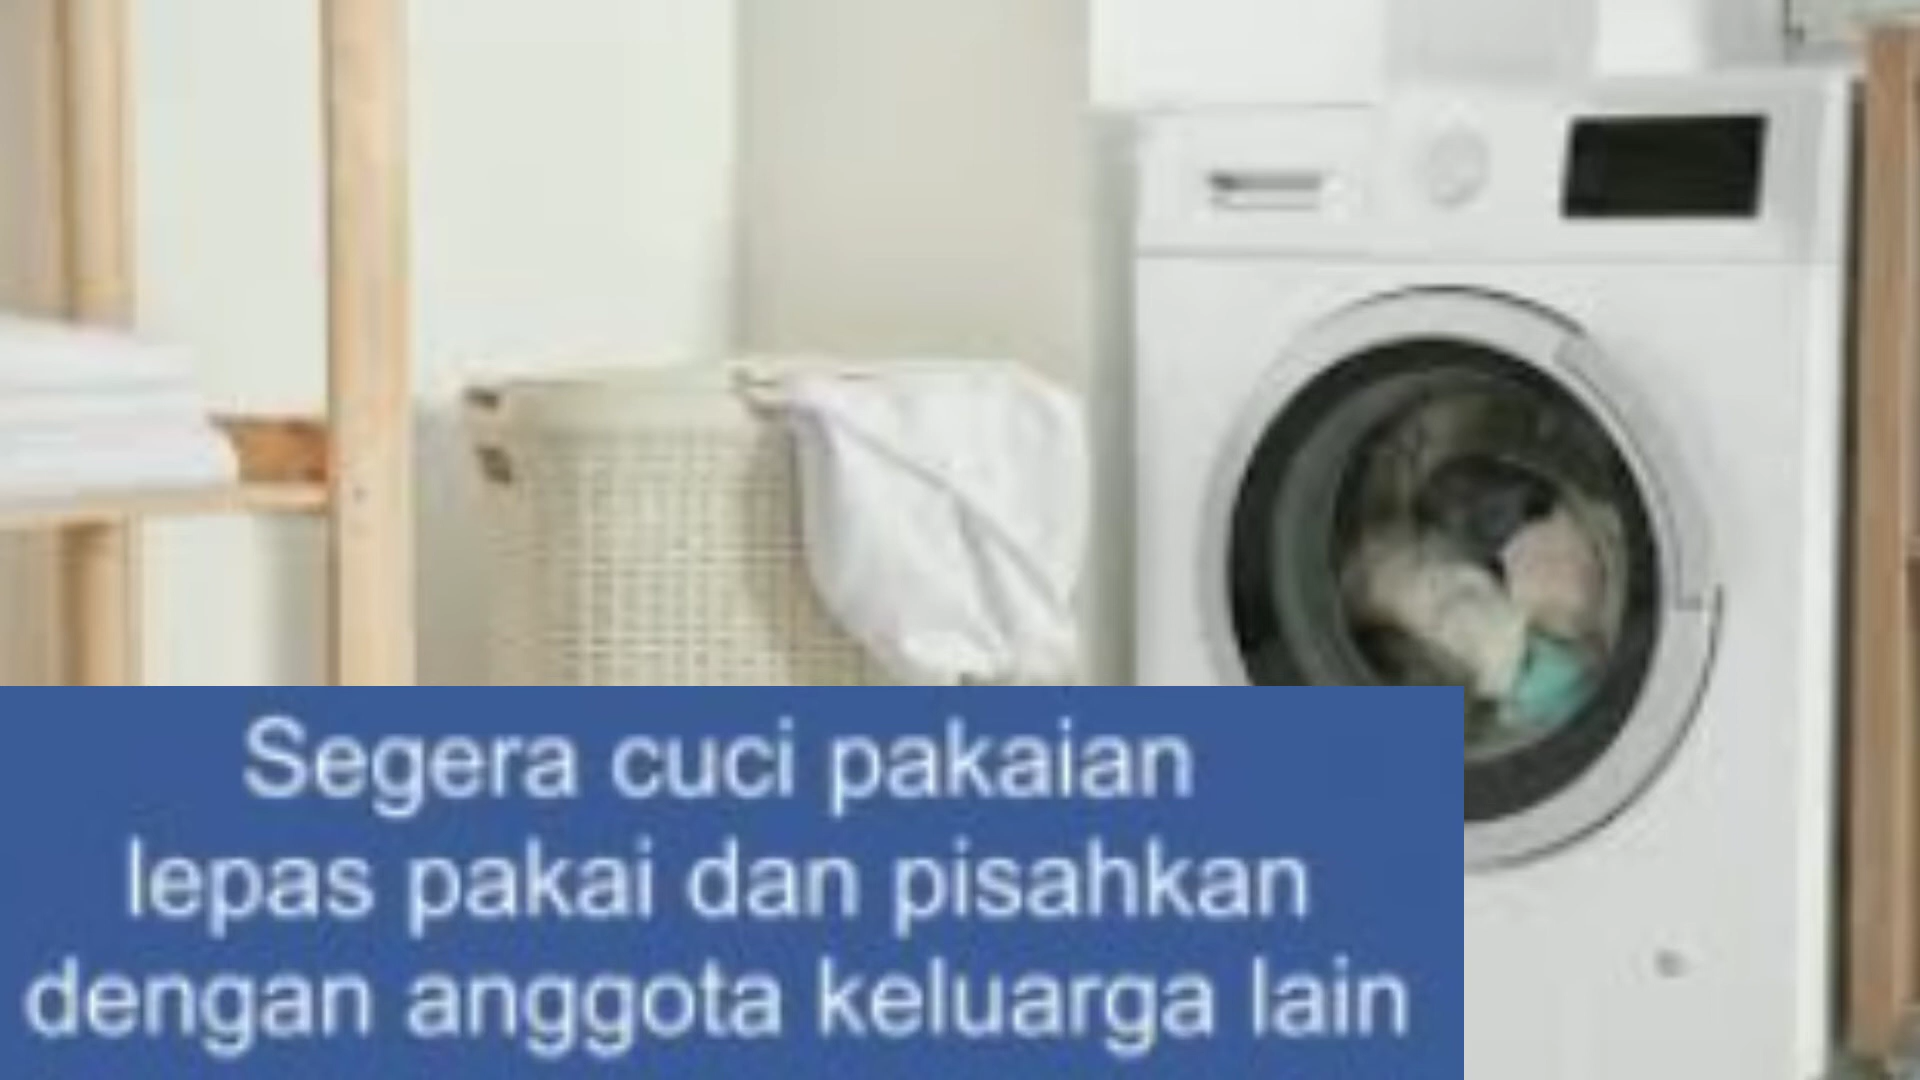 Segera cuci pakaian
lepas pakai dan pisahkan
dengan anggota keluarga lain